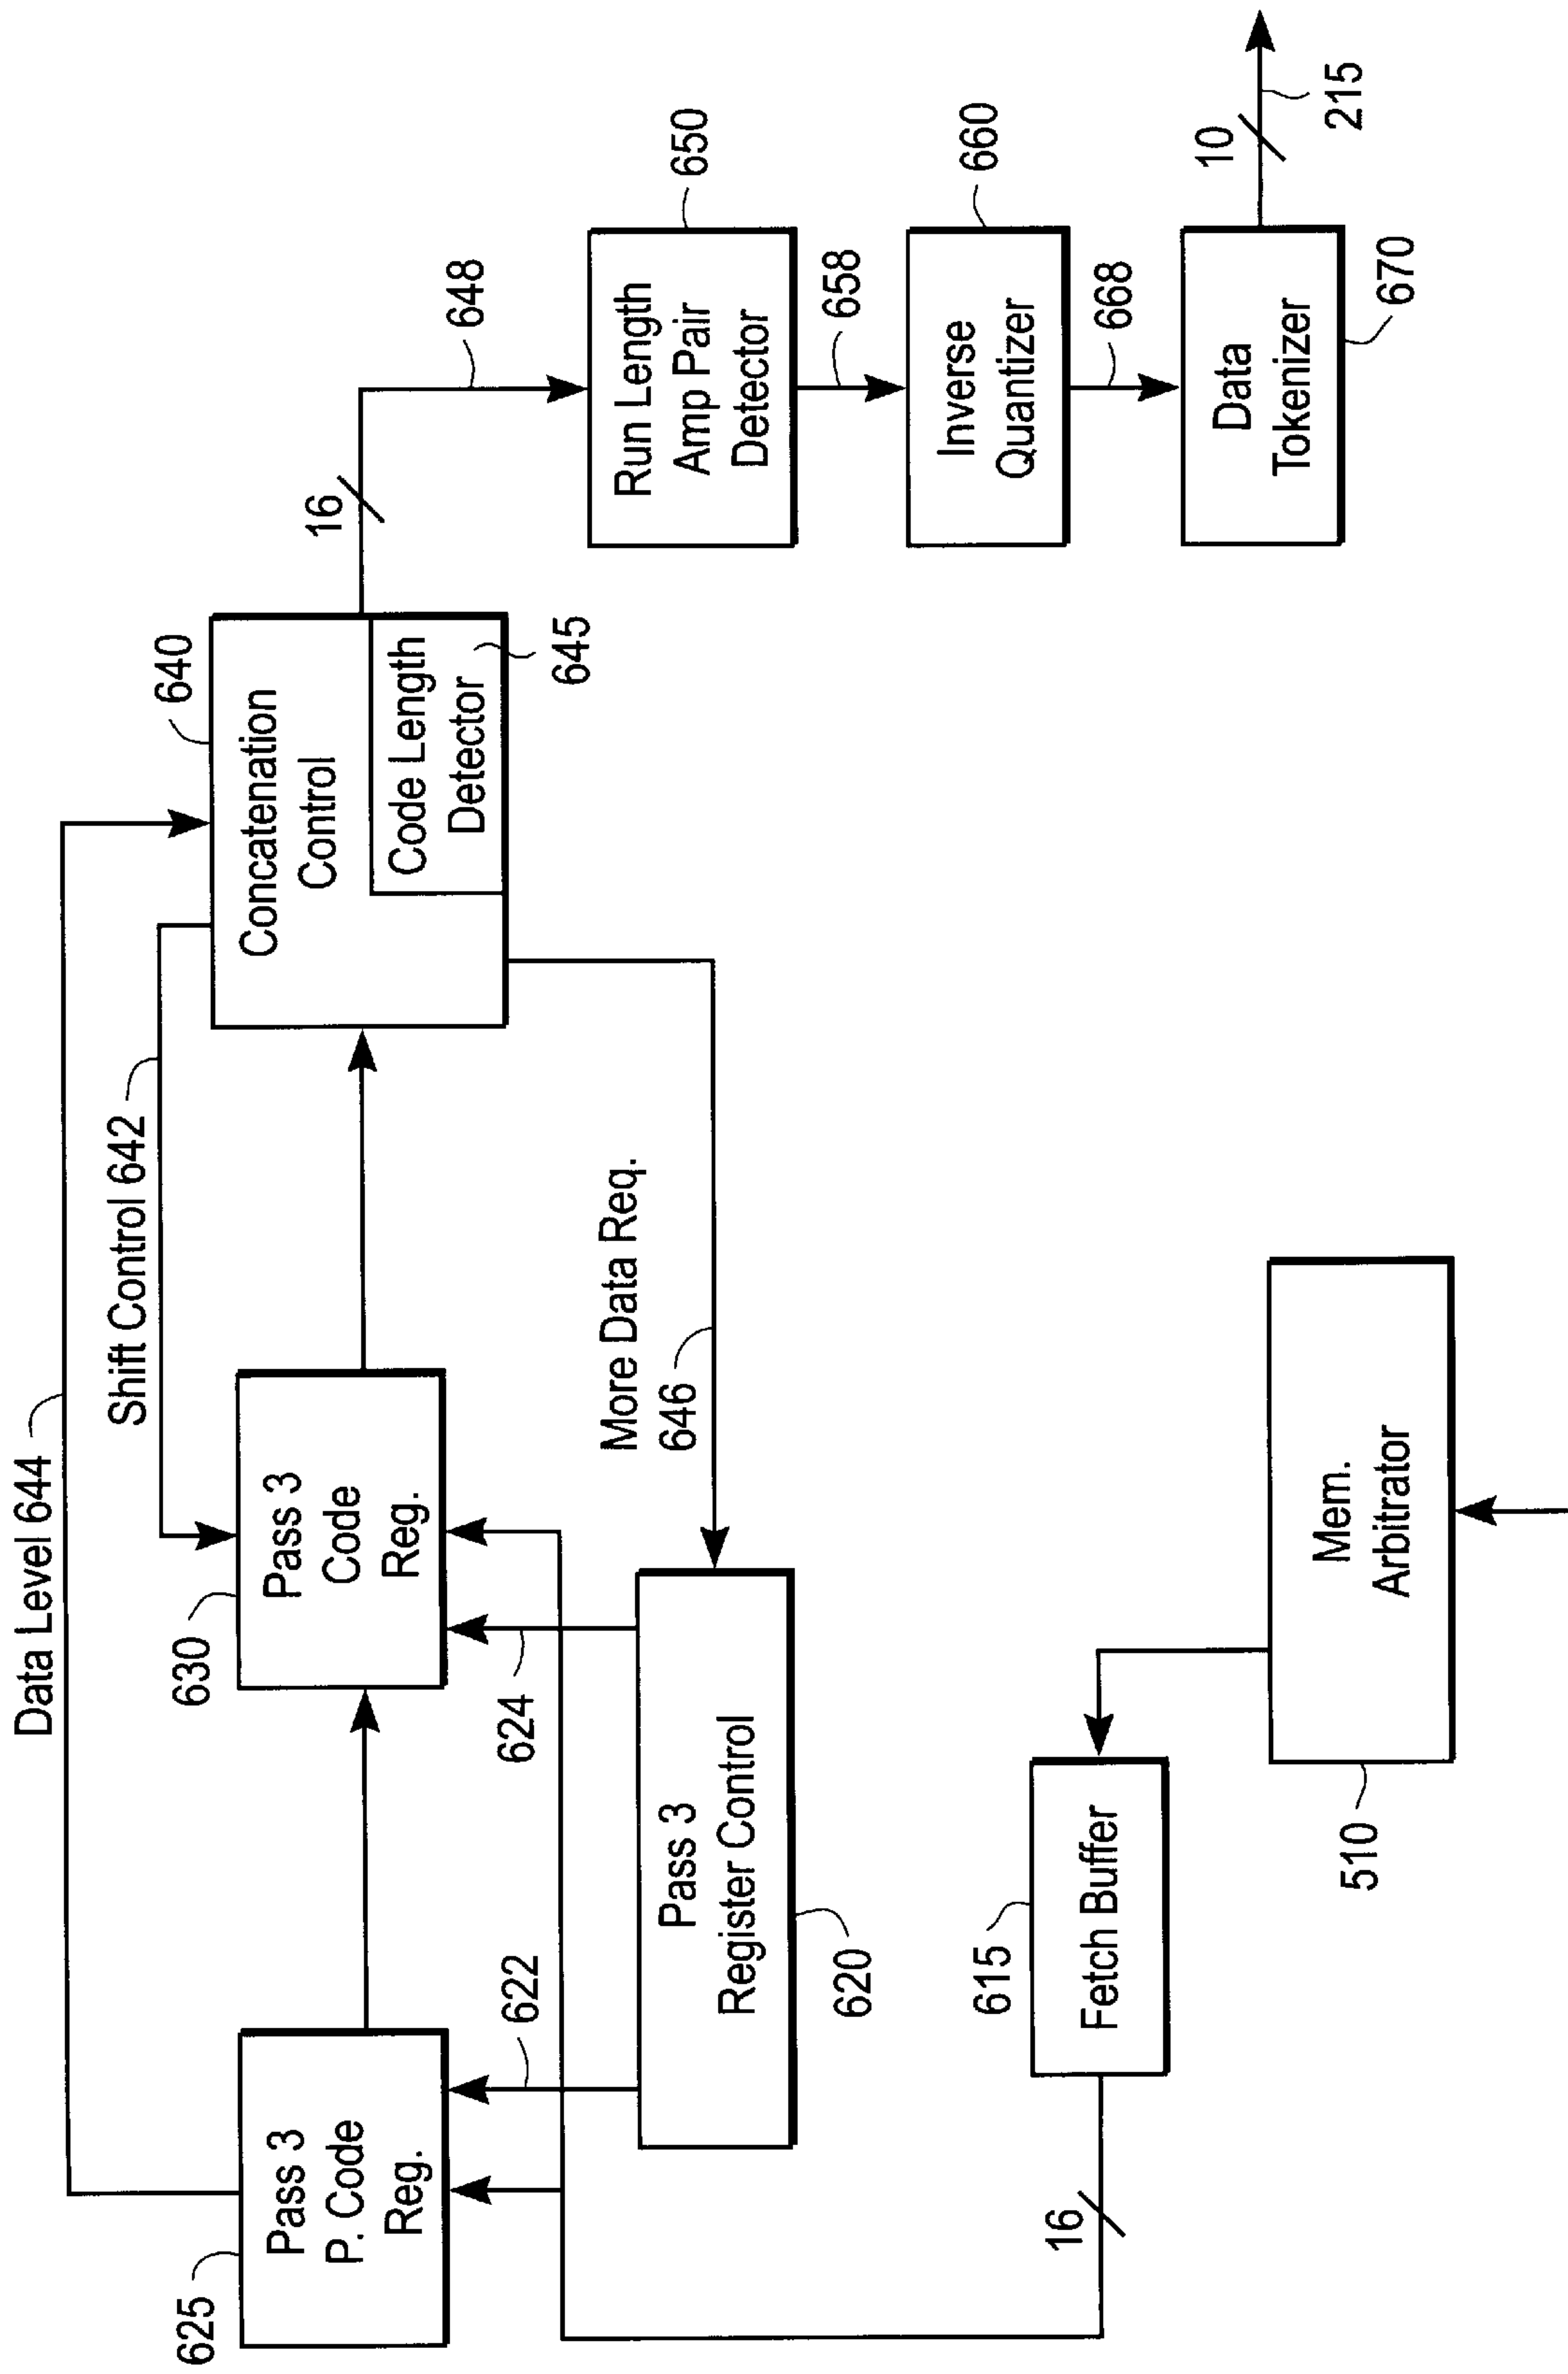 Data Level 644
Shift Control 642
625
Pass 3
P. Code
Reg.
630
Pass 3
Code
Reg.
640
Concatenation
Control
Code Length
Detector
645
16
648
622
624
More Data Req.
646
Pass 3
Register Control
620
650
Run Length
Amp Pair
Detector
658
660
Inverse
Quantizer
668
Data
Tokenizer
670
10
215
16
615
Fetch Buffer
Mem.
Arbitrator
510